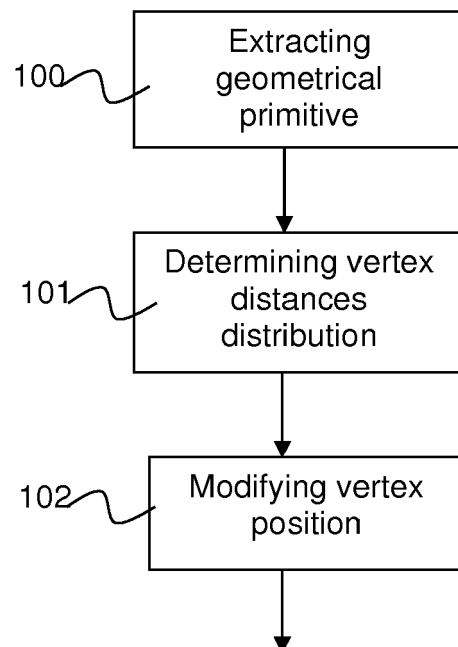 Extracting
100
geometrical
primitive
Determining vertex
101
distances
distribution
Modifying vertex
102
position